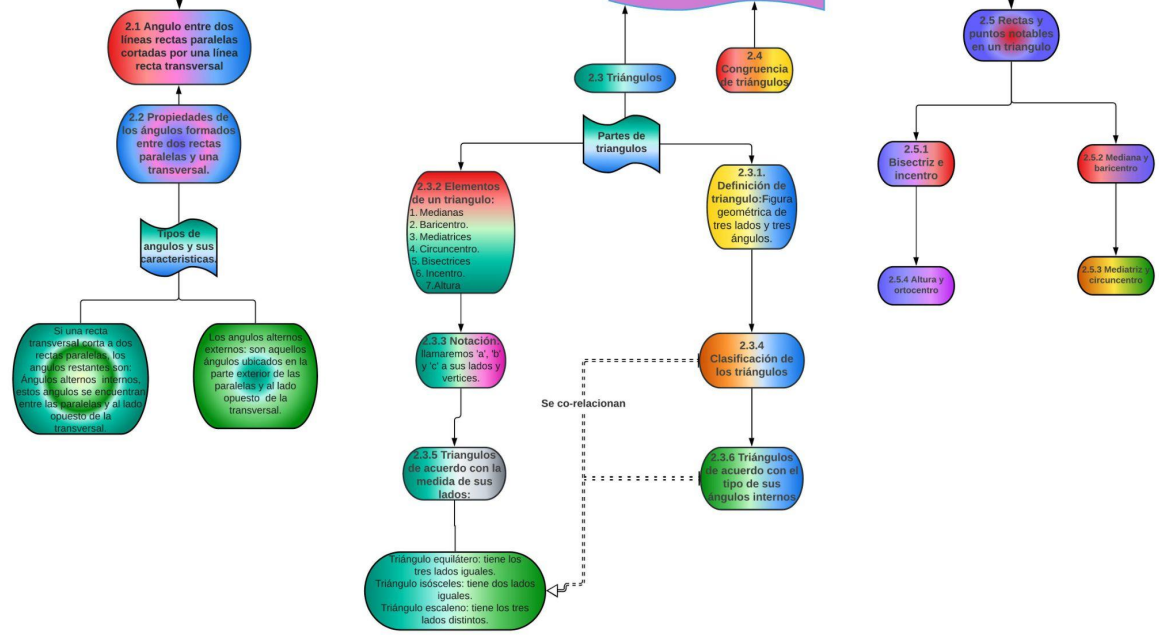 2.1 Angulo entre dos
líneas rectas paralelas
cortadas por una línea
recta transversal
2.2 Propiedades de
los ángulos formados
entre dos rectas
paralelas y una
transversal.
Tipos de
angulos y sus
caracteristicas.
Si una recta
transversal corta a dos
rectas paralelas, los
ángulos restantes son:
Ángulos alternos internos,
estos angulos se encuentran
entre las paralelas y al lado
opuesto de la
transversal.
Los angulos alternos
externos: son aquellos
ángulos ubicados en la
parte exterior de las
paralelas y al lado
opuesto de la
transversal.
2.3 Triángulos
2.4
Congruencia
de triángulos
Partes de
triangulos
2.3.2 Elementos
de un triangulo:
1. Medianas
2. Baricentro.
3. Mediatrices
4. Circuncentro.
5. Bisectrices
6. Incentro.
7.Altura
2.3.1.
Definición de
triangulo:Figura
geométrica de
tres lados y tres
ángulos.
2.3.3 Notación:
llamaremos 'a', 'b'
y 'c' a sus lados y
vertices.
2.3.4
Clasificación de
los triángulos
Se co-relacionan
2.3.5 Triangulos
de acuerdo con la
medida de sus
lados:
2.3.6 Triángulos
de acuerdo con el
tipo de sus
ángulos internos
Triángulo equilátero: tiene los
tres lados iguales.
Triángulo isósceles: tiene dos lados
iguales.
Triángulo escaleno: tiene los tres
lados distintos.
2.5 Rectas y
puntos notables
en un triangulo
2.5.1
Bisectriz e
incentro
2.5.2 Mediana y
baricentro
2.5.4 Altura y
ortocentro
2.5.3 Mediatriz y
circuncentro